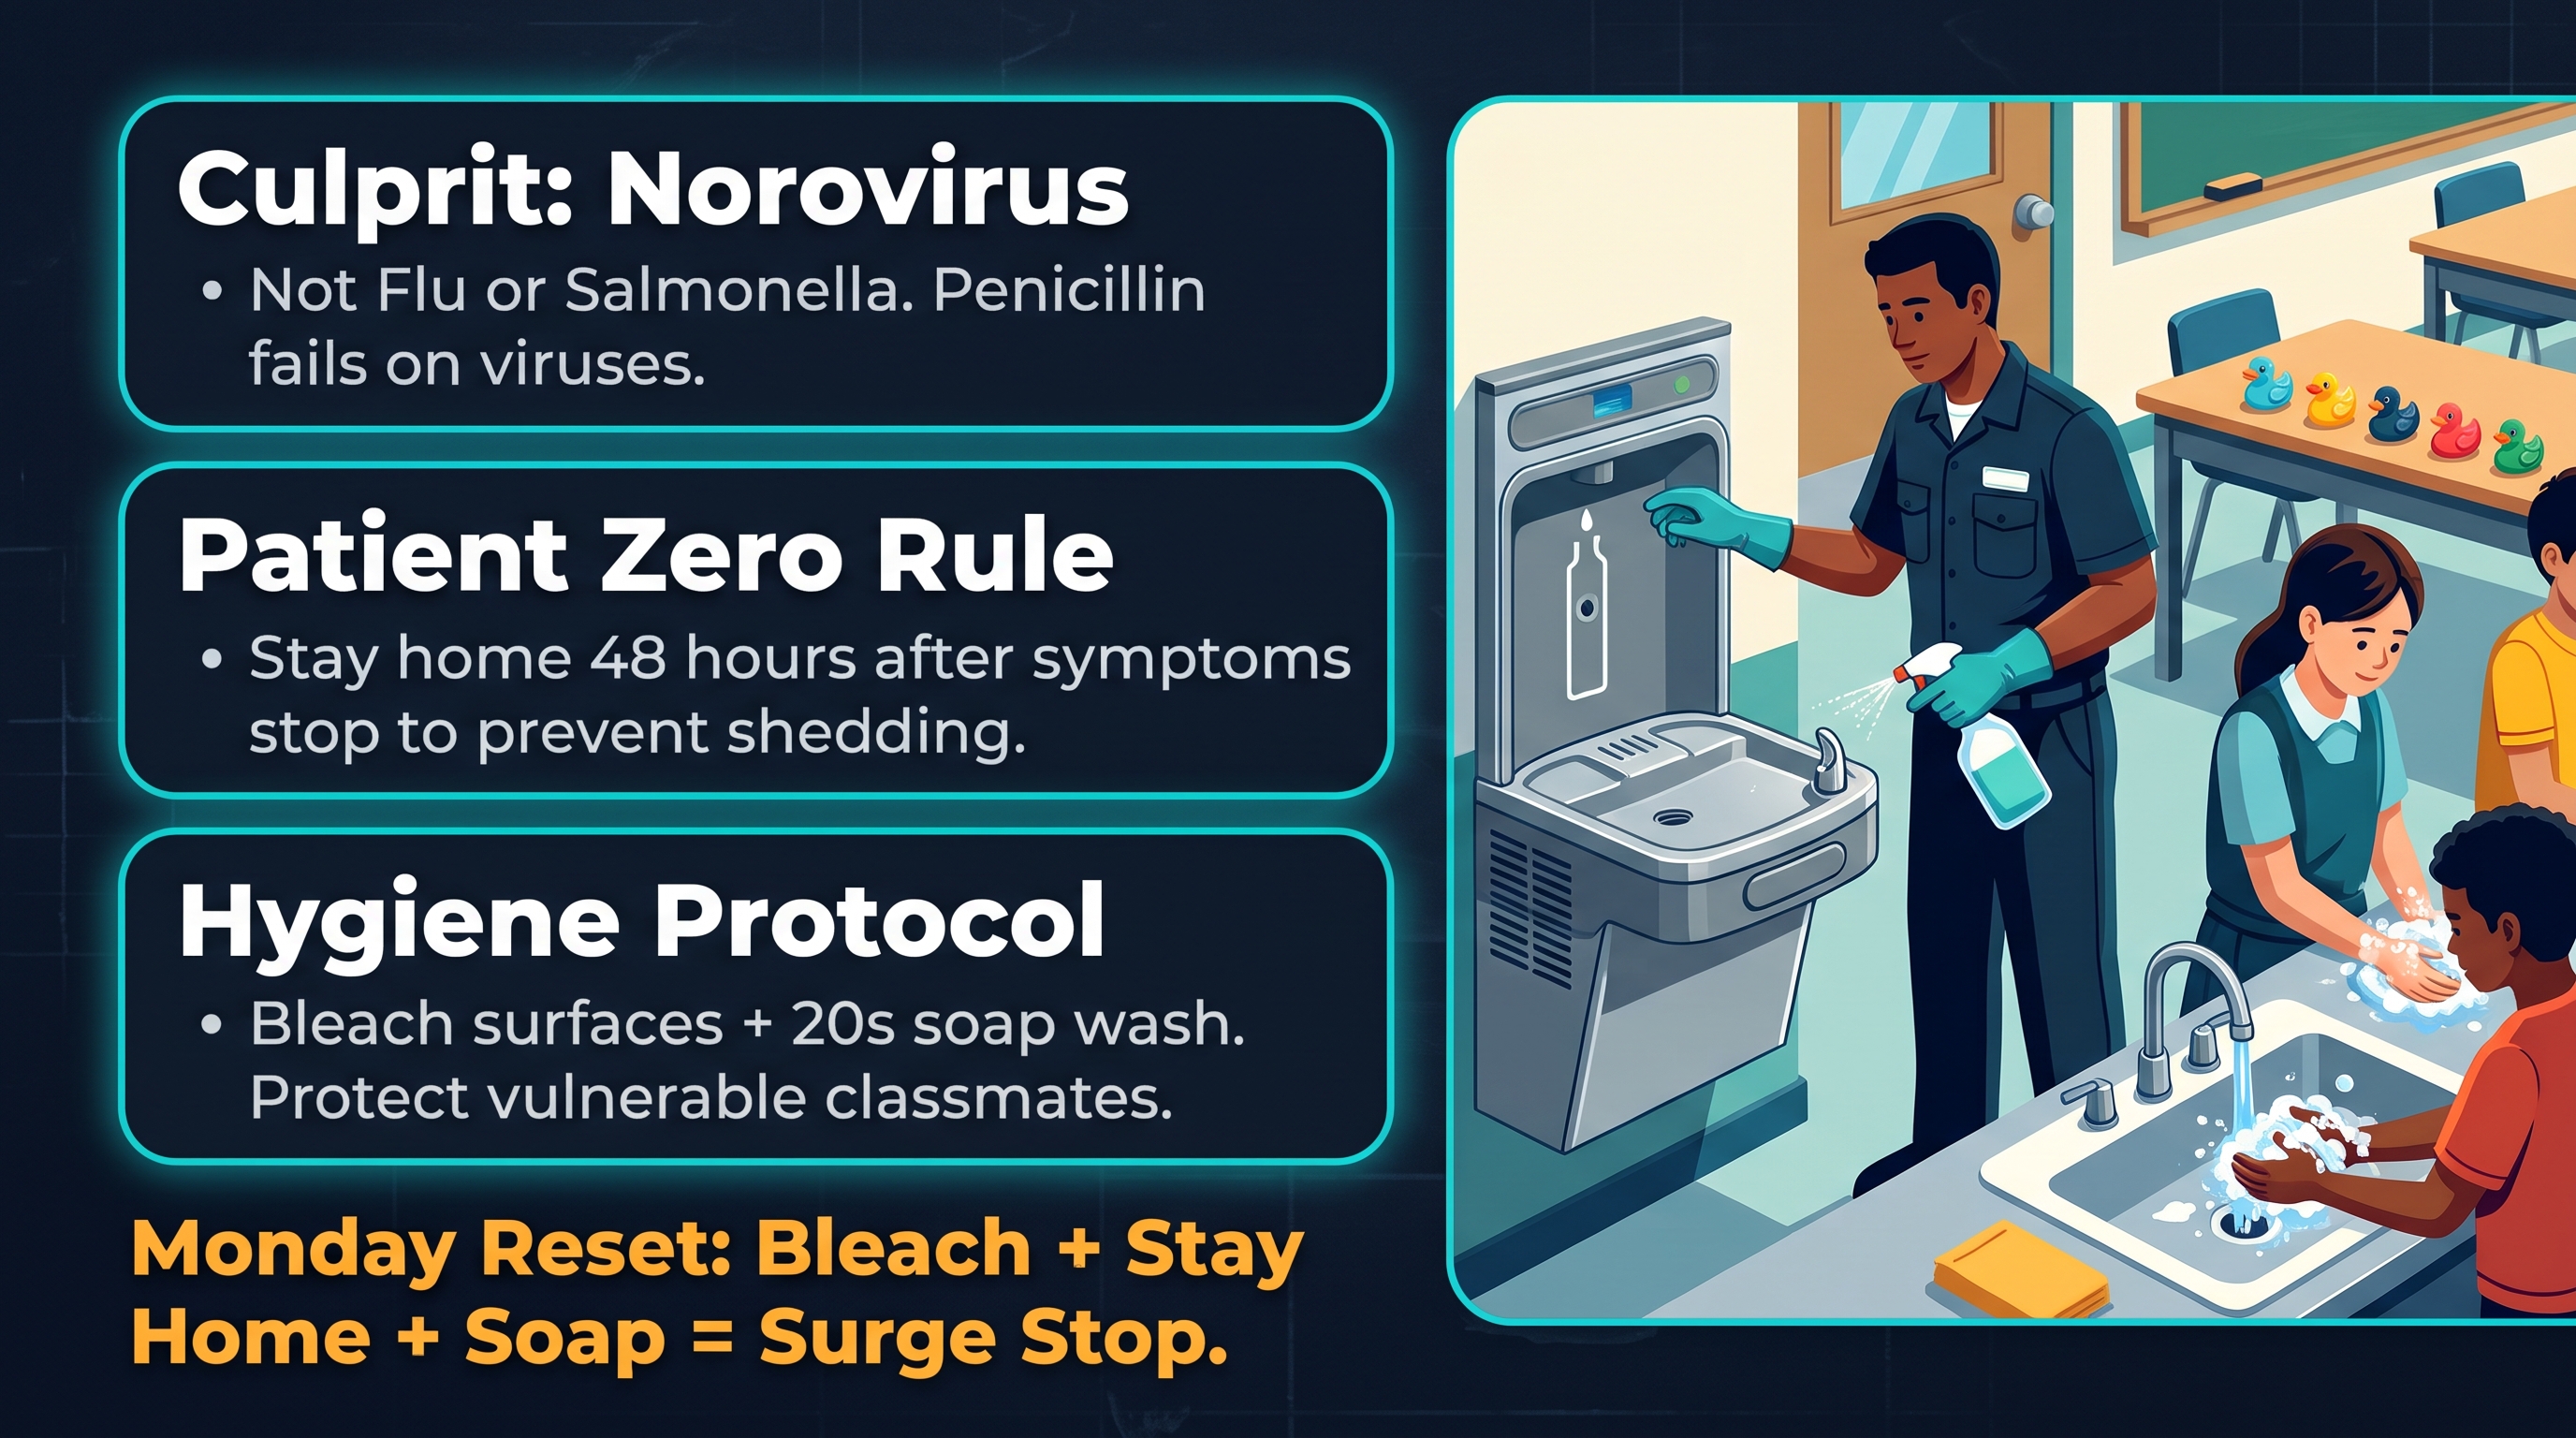 Culprit: Norovirus
• Not Flu or Salmonella. Penicillin
fails on viruses.
Patient Zero Rule
• Stay home 48 hours after symptoms
stop to prevent shedding.
Hygiene Protocol
• Bleach surfaces + 20s soap wash.
Protect vulnerable classmates.
Monday Reset: Bleach + Stay
Home + Soap = Surge Stop.